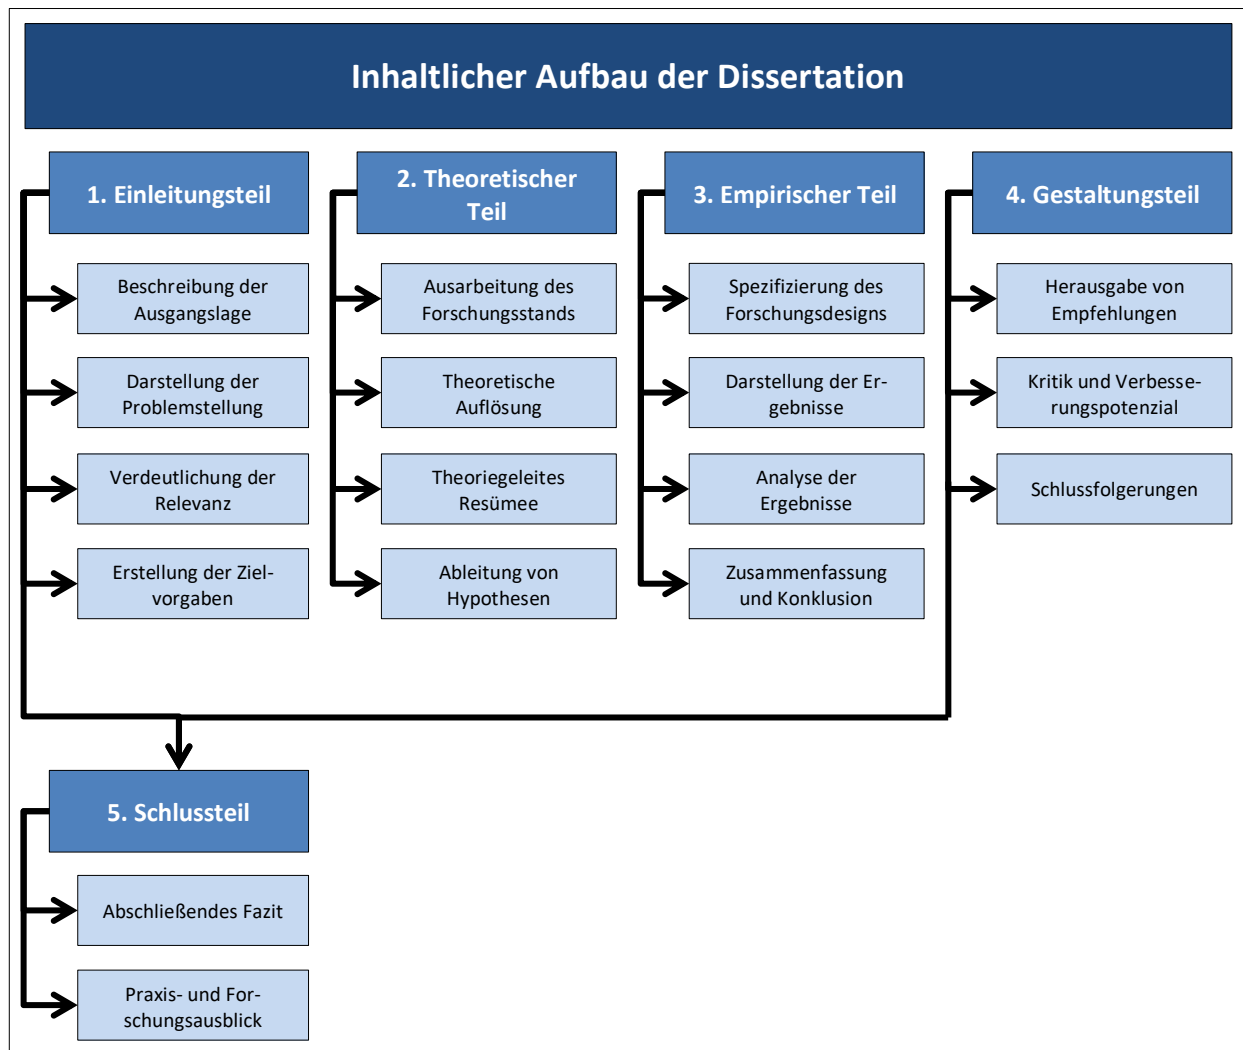 Inhaltlicher Aufbau der Dissertation
1. Einleitungsteil
Beschreibung der
Ausgangslage
Darstellung der
Problemstellung
Verdeutlichung der
Relevanz
Erstellung der Ziel-
vorgaben
2. Theoretischer
Teil
Ausarbeitung des
Forschungsstands
Theoretische
Auflösung
Theoriegeleites
Resümee
Ableitung von
Hypothesen
3. Empirischer Teil
Spezifizierung des
Forschungsdesigns
Darstellung der Er-
gebnisse
Analyse der
Ergebnisse
Zusammenfassung
und Konklusion
4. Gestaltungsteil
Herausgabe von
Empfehlungen
Kritik und Verbesse-
rungspotenzial
Schlussfolgerungen
5. Schlussteil
Abschließendes Fazit
Praxis- und For-
schungsausblick